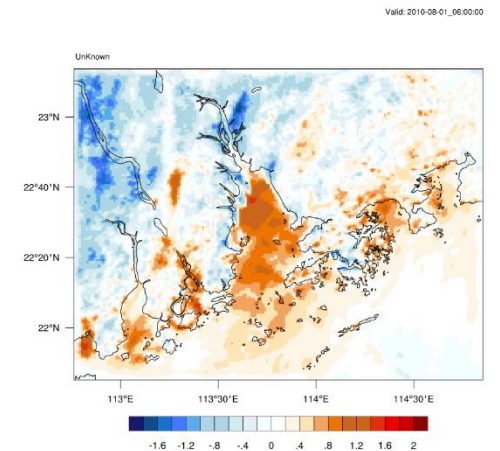 Valid: 2010-08-01_06:00:00
UnKnown
23°N
22°40'N
22°20'N
22°N
113°E 113°30'E 114°E 114°30'E
-1.6 -1.2 -.8 -.4 0 .4 .8 1.2 1.6 2